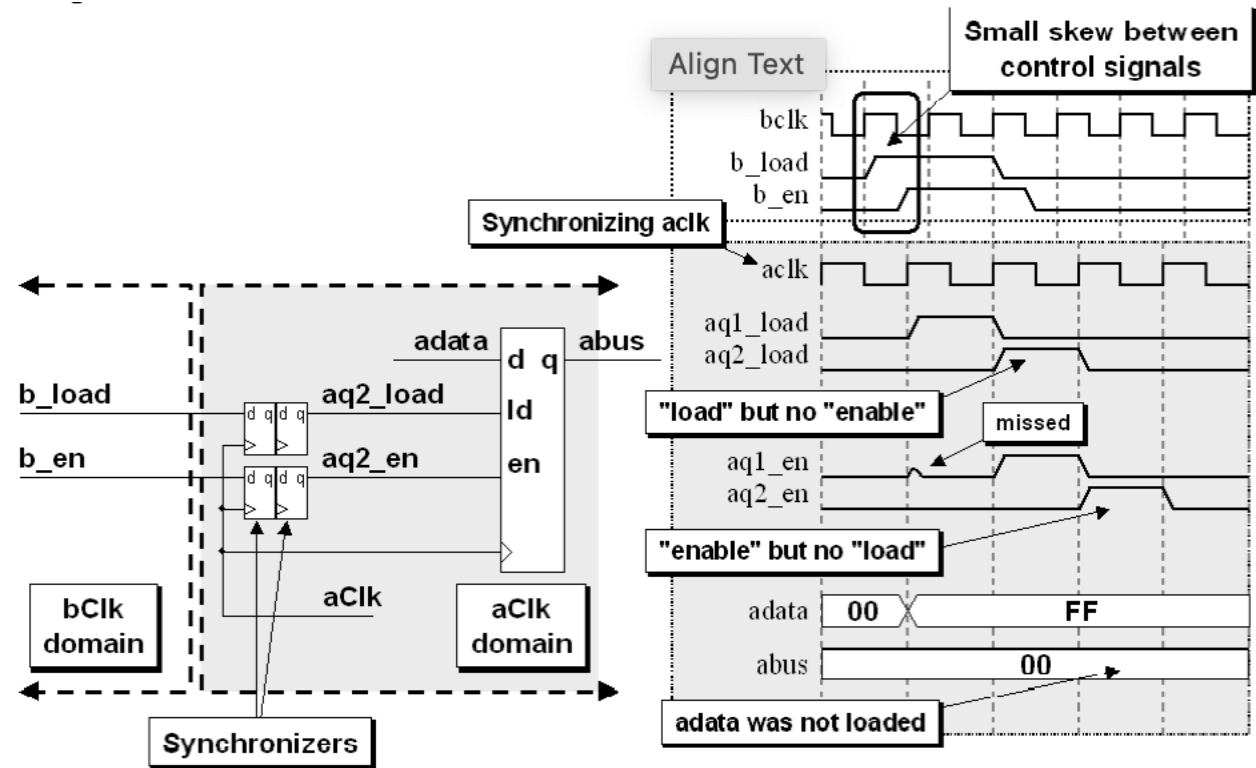 Small skew between
control signals
Align Text
bclk
b_load
b_en
Synchronizing aclk
aclk
aq1_load
aq2_load
"load" but no "enable"
missed
aq1_en
aq2_en
"enable" but no "load"
adata 00 FF
abus 00
adata was not loaded
adata d q abus
b_load d q d q aq2_load ld
b_en d q d q aq2_en en
bClk
domain
aClk
aClk
domain
Synchronizers